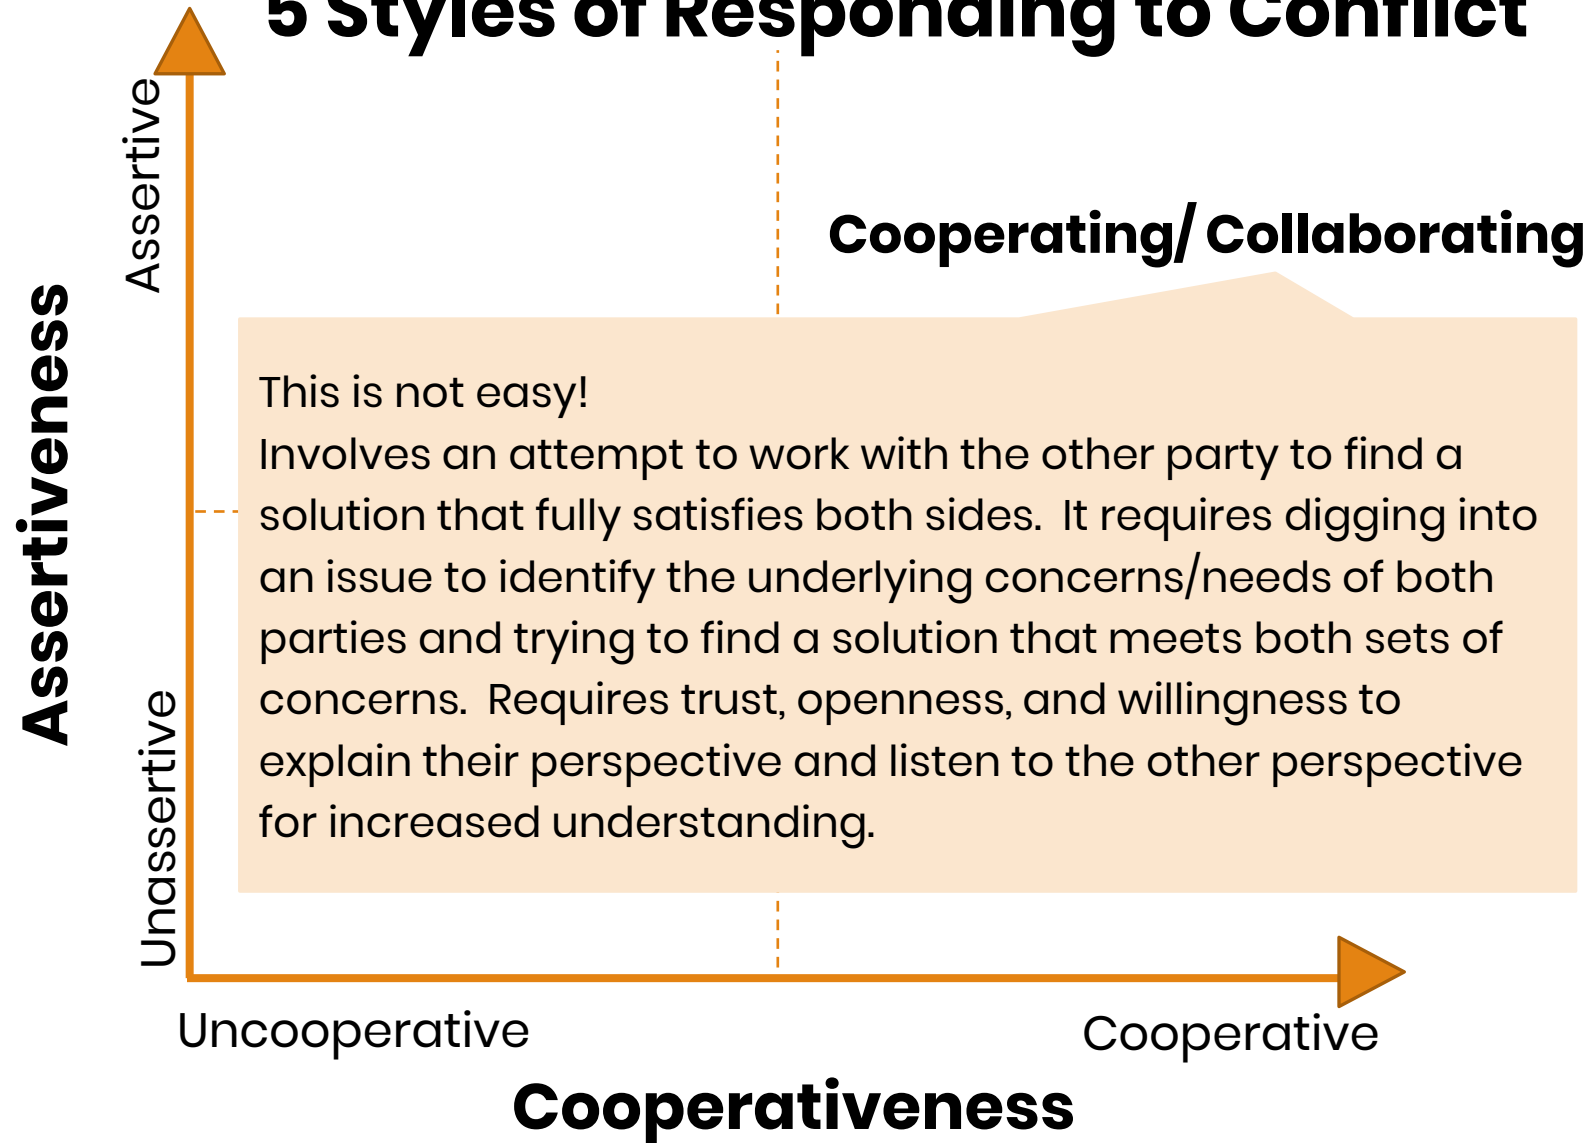 5 Styles of Responding to Conflict
Assertive
Cooperating/ Collaborating
Assertiveness
This is not easy!
Involves an attempt to work with the other party to find a
solution that fully satisfies both sides.  It requires digging into
an issue to identify the underlying concerns/needs of both
parties and trying to find a solution that meets both sets of
concerns.  Requires trust, openness, and willingness to
explain their perspective and listen to the other perspective
for increased understanding.
Unassertive
Uncooperative
Cooperative
Cooperativeness